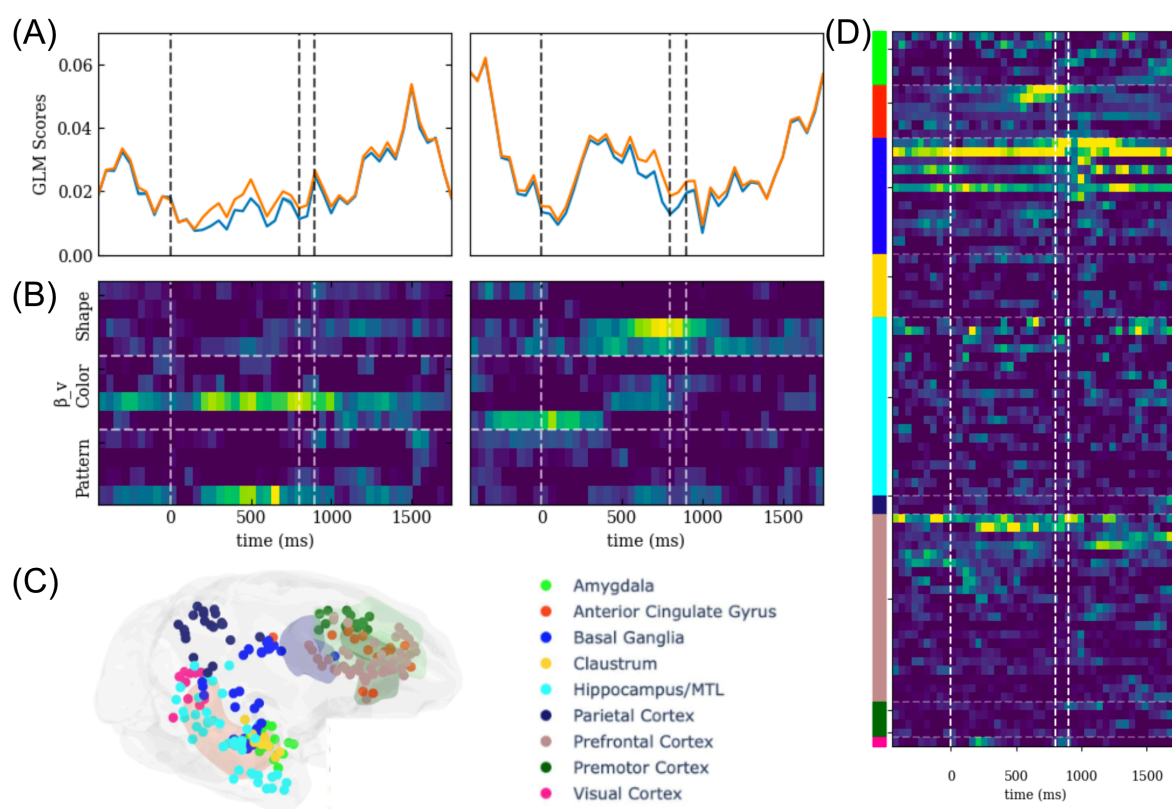 (A)
0.06
0.04
0.02
0.00
GLM Scores
(B)
Shape
Color
β_v
Pattern
0 500 1000 1500
time (ms)
0 500 1000 1500
time (ms)
(C)
Amygdala
Anterior Cingulate Gyrus
Basal Ganglia
Claustrum
Hippocampus/MTL
Parietal Cortex
Prefrontal Cortex
Premotor Cortex
Visual Cortex
(D)
0 500 1000 1500
time (ms)